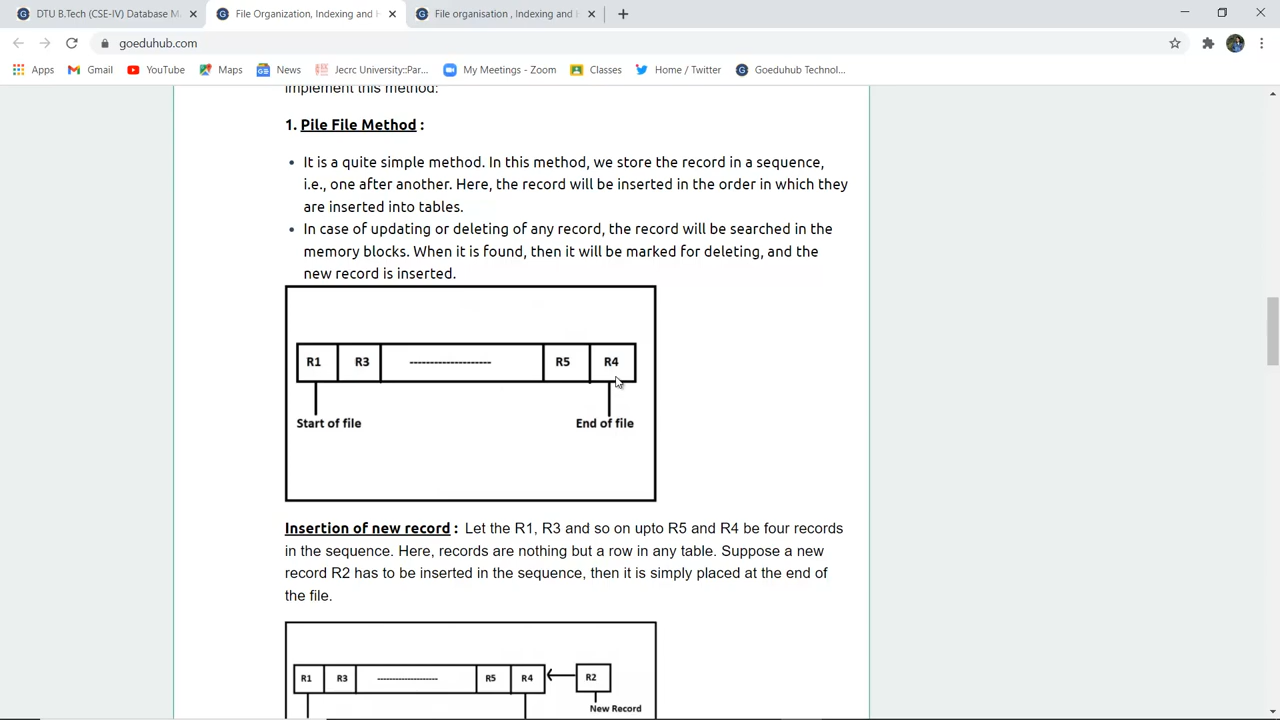 DTU B.Tech (CSE-IV) Database M
File Organization, Indexing and H
File organisation , Indexing and H
goeduhub.com
Apps
Gmail
YouTube
Maps
News
Jecrc University::Par...
My Meetings - Zoom
Classes
Home / Twitter
Goeduhub Technol...
implement this method:
1. Pile File Method :
It is a quite simple method. In this method, we store the record in a sequence,
i.e., one after another. Here, the record will be inserted in the order in which they
are inserted into tables.
In case of updating or deleting of any record, the record will be searched in the
memory blocks. When it is found, then it will be marked for deleting, and the
new record is inserted.
R1 R3 -------------------- R5 R4
Start of file End of file
Insertion of new record : Let the R1, R3 and so on upto R5 and R4 be four records
in the sequence. Here, records are nothing but a row in any table. Suppose a new
record R2 has to be inserted in the sequence, then it is simply placed at the end of
the file.
R1 R3 -------------------- R5 R4 R2
New Record